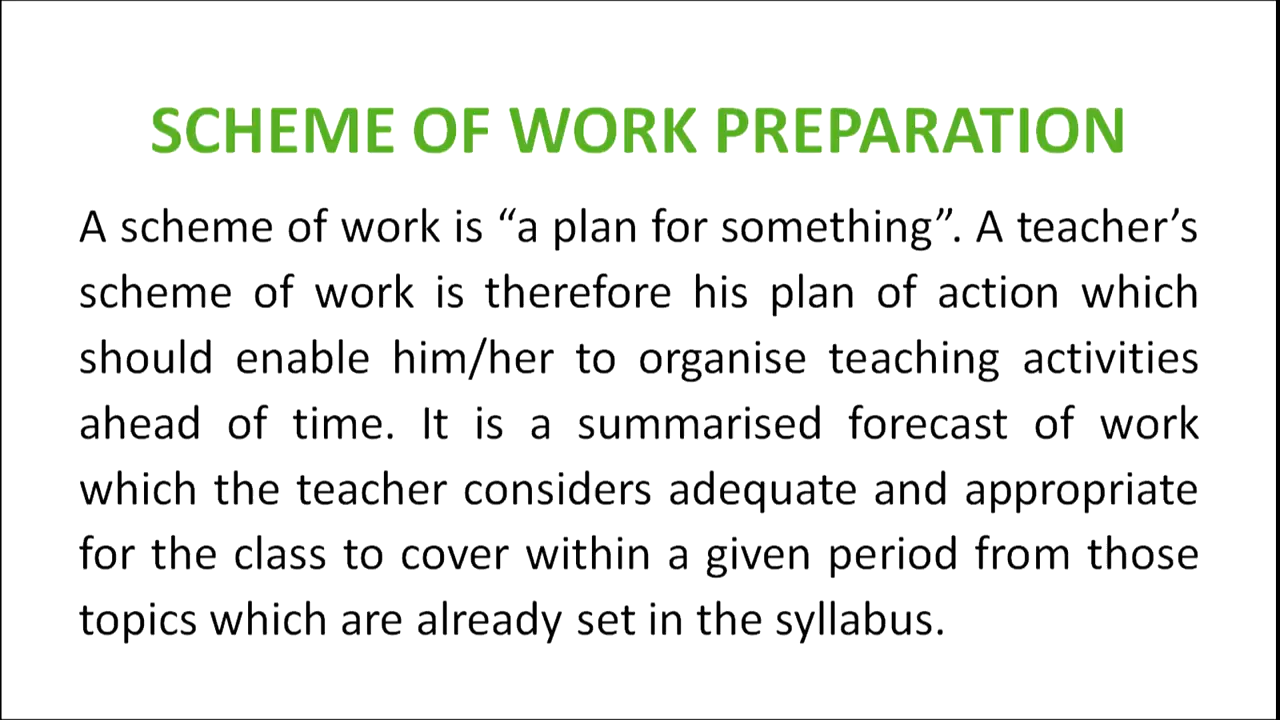 SCHEME OF WORK PREPARATION
A scheme of work is “a plan for something”. A teacher’s
scheme of work is therefore his plan of action which
should enable him/her to organise teaching activities
ahead of time. It is a summarised forecast of work
which the teacher considers adequate and appropriate
for the class to cover within a given period from those
topics which are already set in the syllabus.